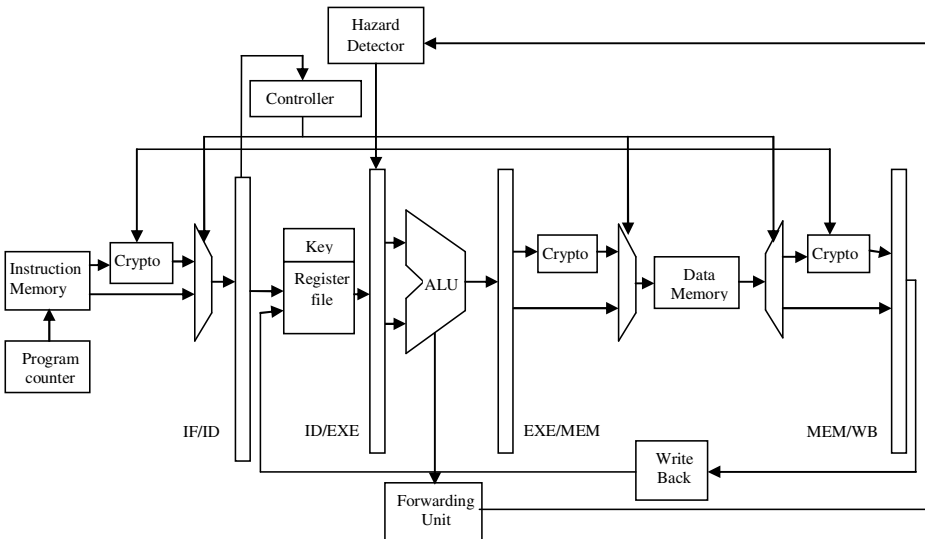 Hazard
Detector
Controller
Instruction
Memory
Crypto
Key
Register
file
ALU
Crypto
Data
Memory
Crypto
Program
counter
IF/ID
ID/EXE
EXE/MEM
MEM/WB
Write
Back
Forwarding
Unit